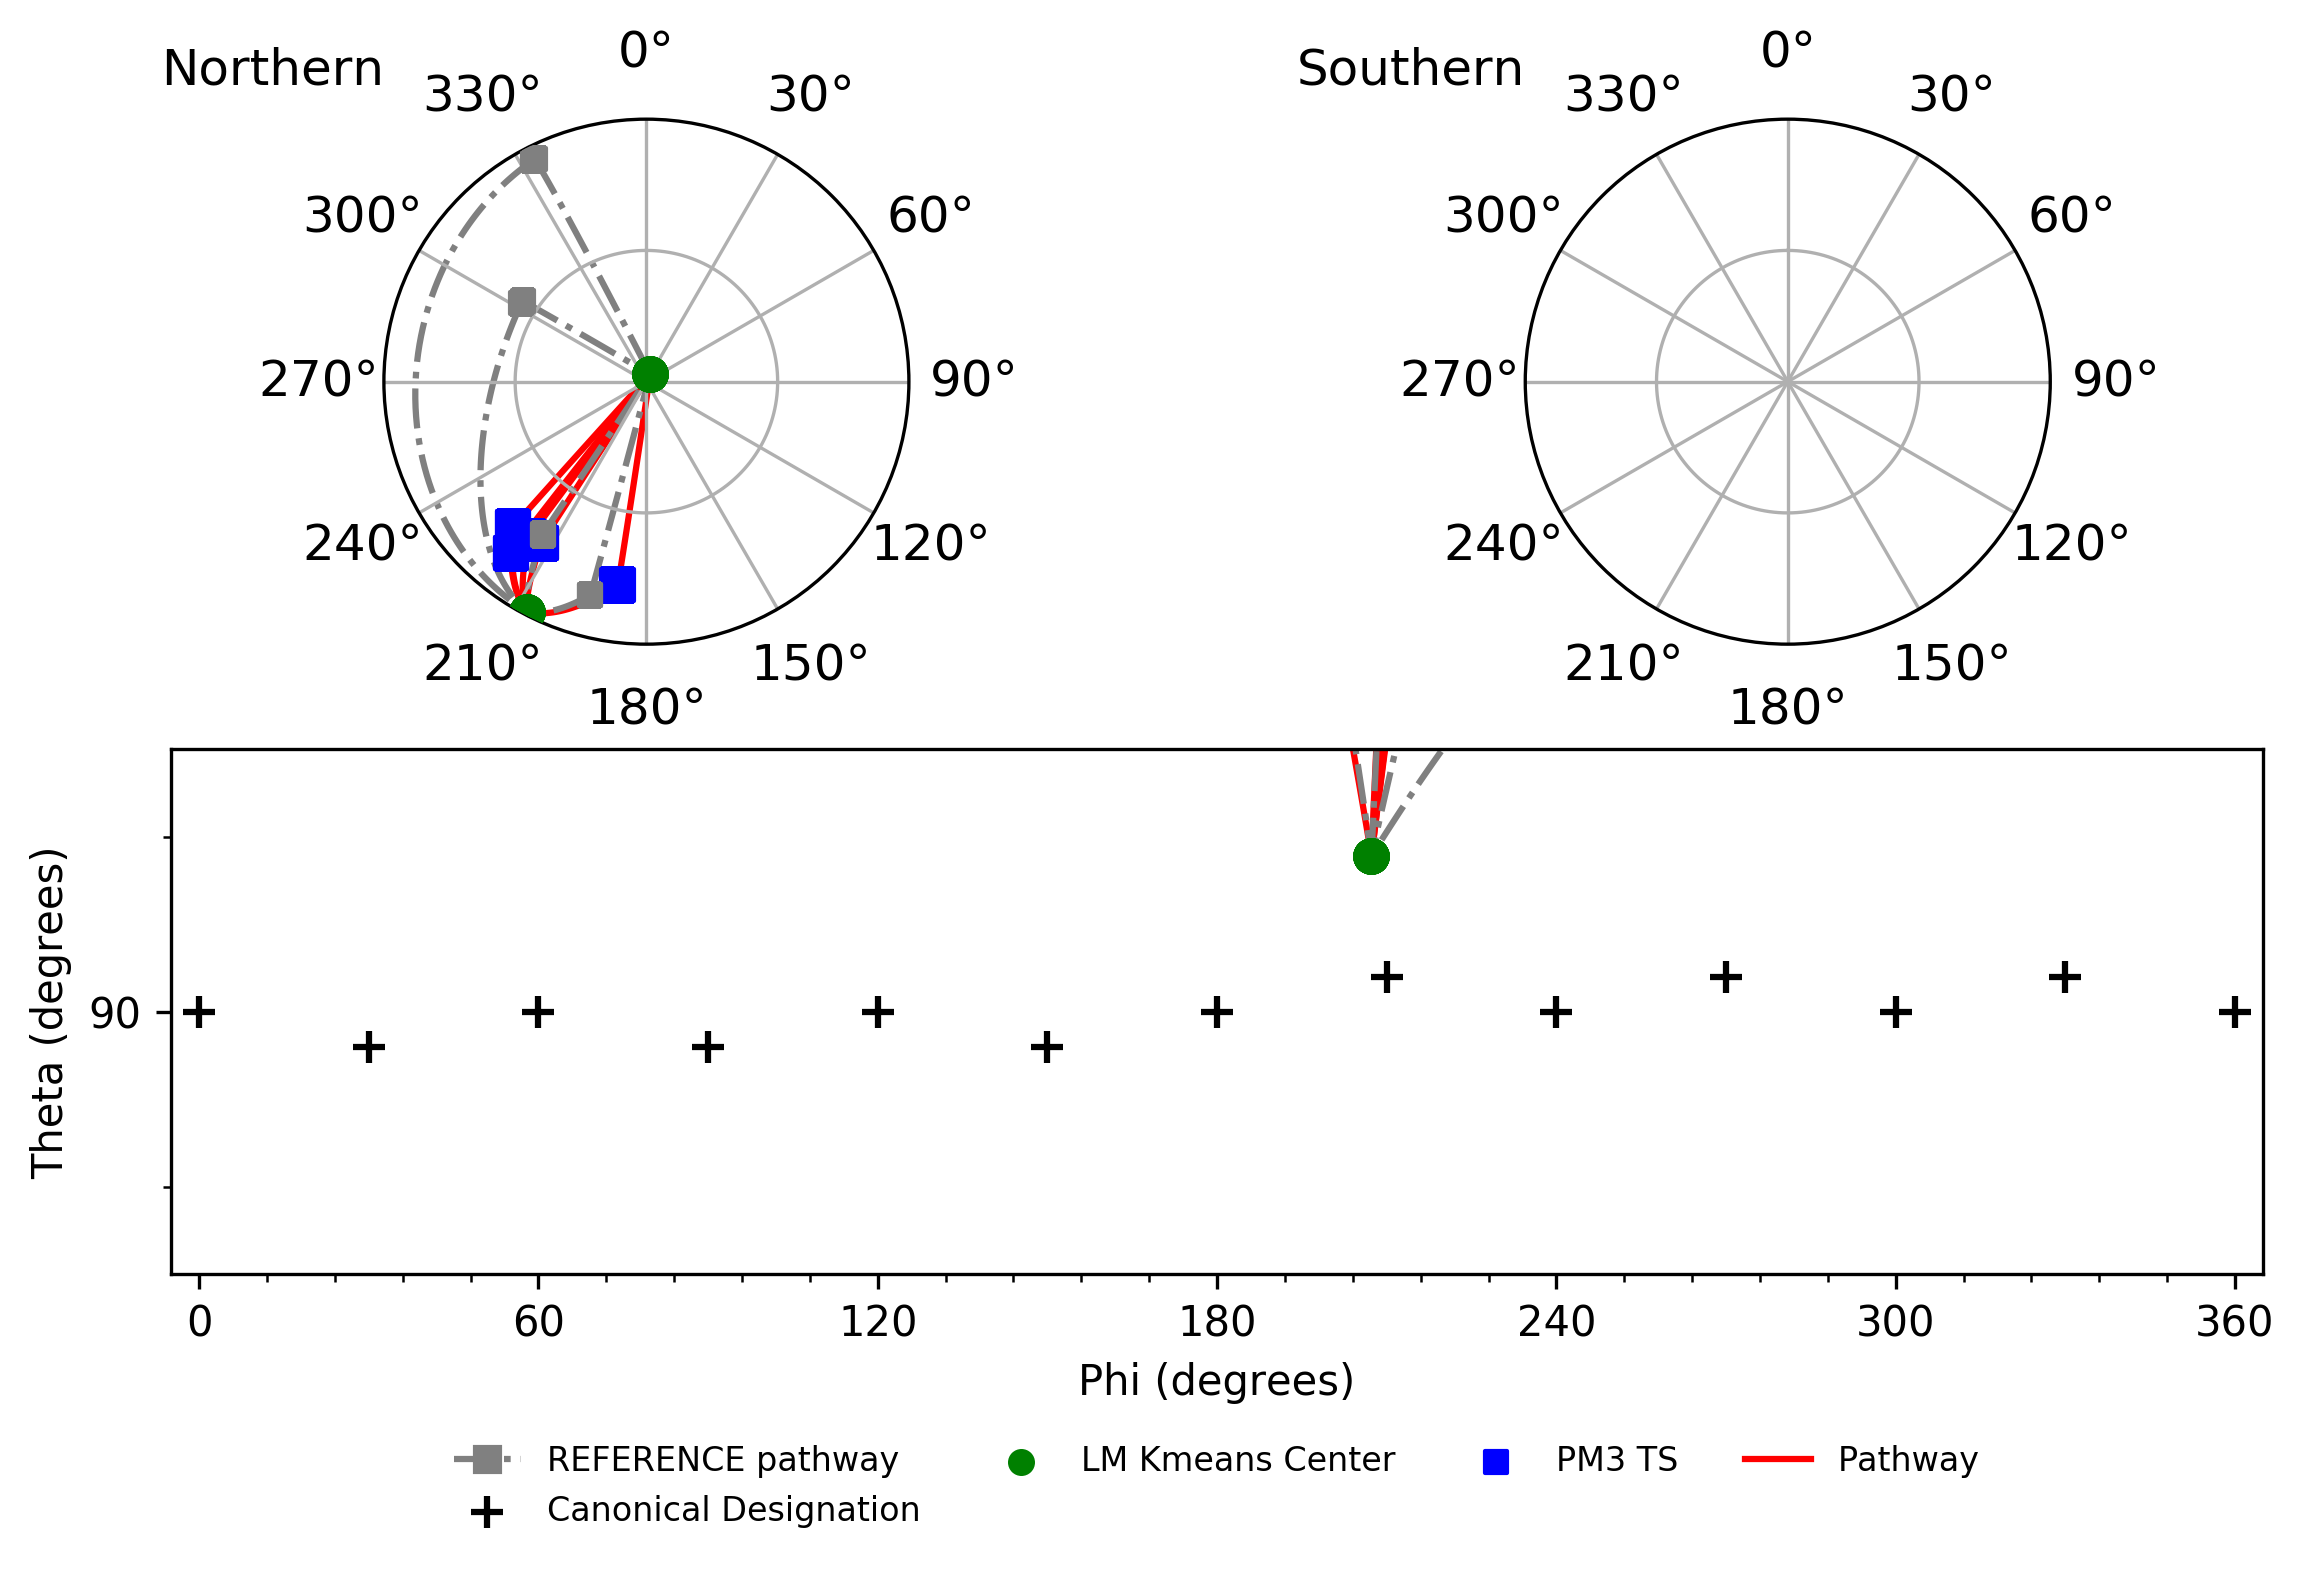 Northern
0°
30°
60°
90°
120°
150°
180°
210°
240°
270°
300°
330°
Southern
0°
30°
60°
90°
120°
150°
180°
210°
240°
270°
300°
330°
Theta (degrees)
90
0 60 120 180 240 300 360
Phi (degrees)
REFERENCE pathway
Canonical Designation
LM Kmeans Center
PM3 TS
Pathway